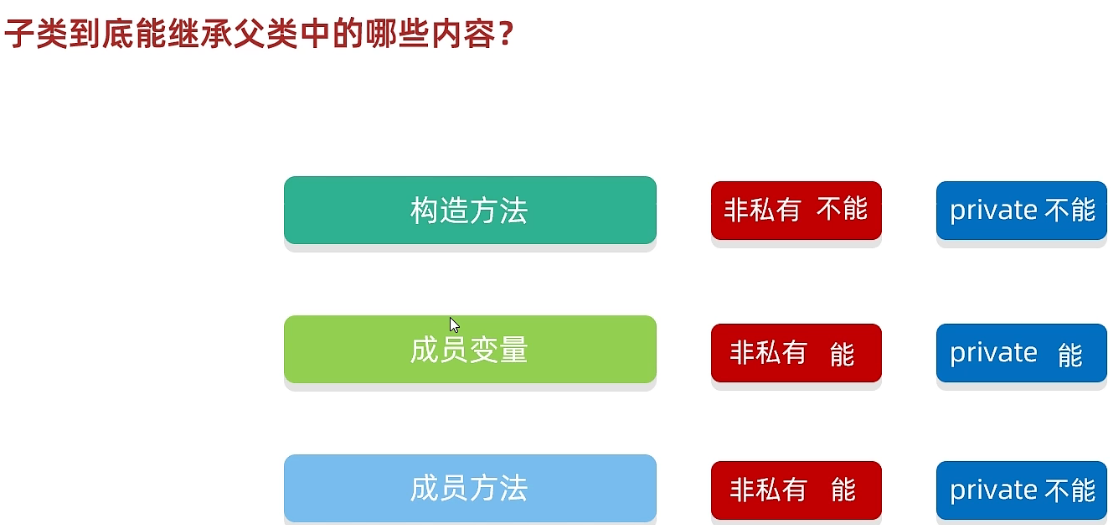 子类到底能继承父类中的哪些内容？
构造方法 非私有 不能 private 不能
成员变量 非私有 能 private 能
成员方法 非私有 能 private 不能